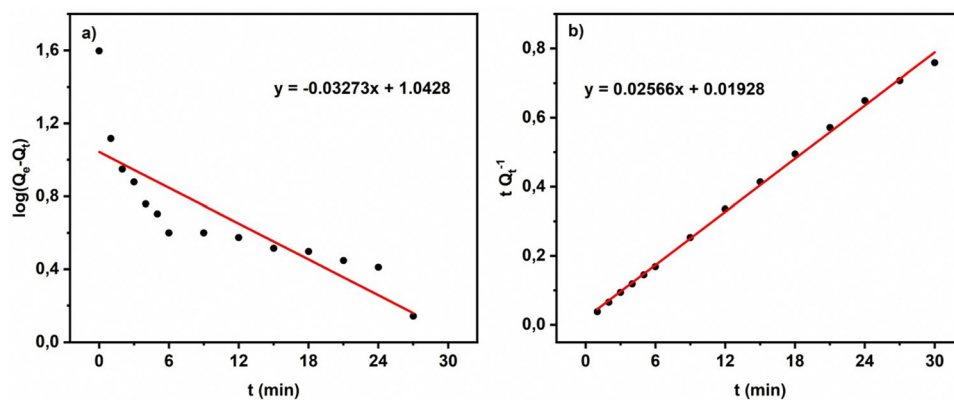 a)
y = -0.03273x + 1.0428
log(Qe-Qt)
1,6
1,2
0,8
0,4
0,0
0 6 12 18 24 30
t (min)
b)
y = 0.02566x + 0.01928
t Qt-1
0,8
0,6
0,4
0,2
0,0
0 6 12 18 24 30
t (min)